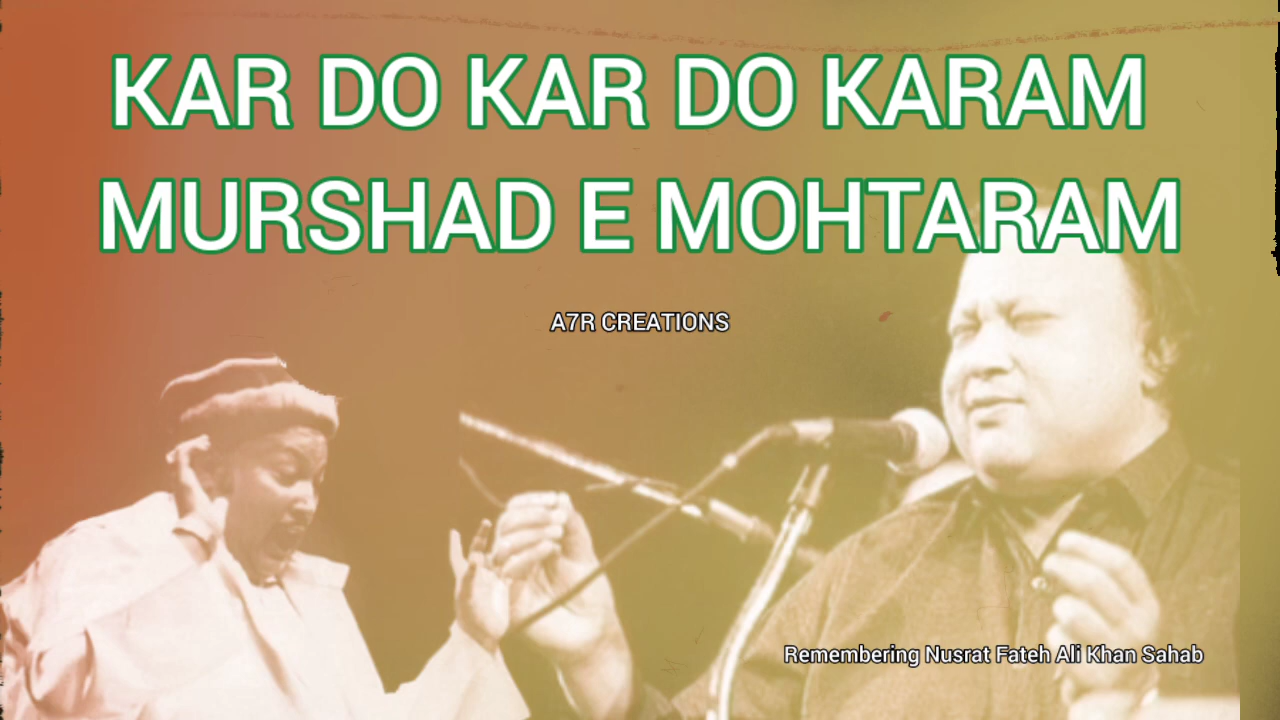 KAR DO KAR DO KARAM
MURSHAD E MOHTARAM
A7R CREATIONS
Remembering Nusrat Fateh Ali Khan Sahab